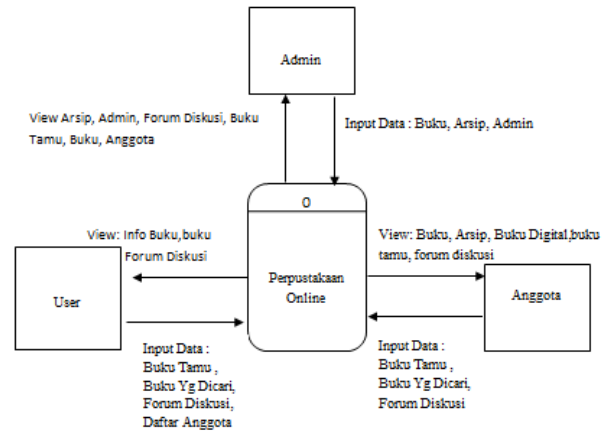 Admin
View Arsip, Admin, Forum Diskusi, Buku
Tamu, Buku, Anggota
Input Data : Buku, Arsip, Admin
0
Perpustakaan
Online
View: Info Buku,buku
Forum Diskusi
View: Buku, Arsip, Buku Digital,buku
tamu, forum diskusi
User
Anggota
Input Data :
Buku Tamu ,
Buku Yg Dicari,
Forum Diskusi,
Daftar Anggota
Input Data :
Buku Tamu ,
Buku Yg Dicari,
Forum Diskusi